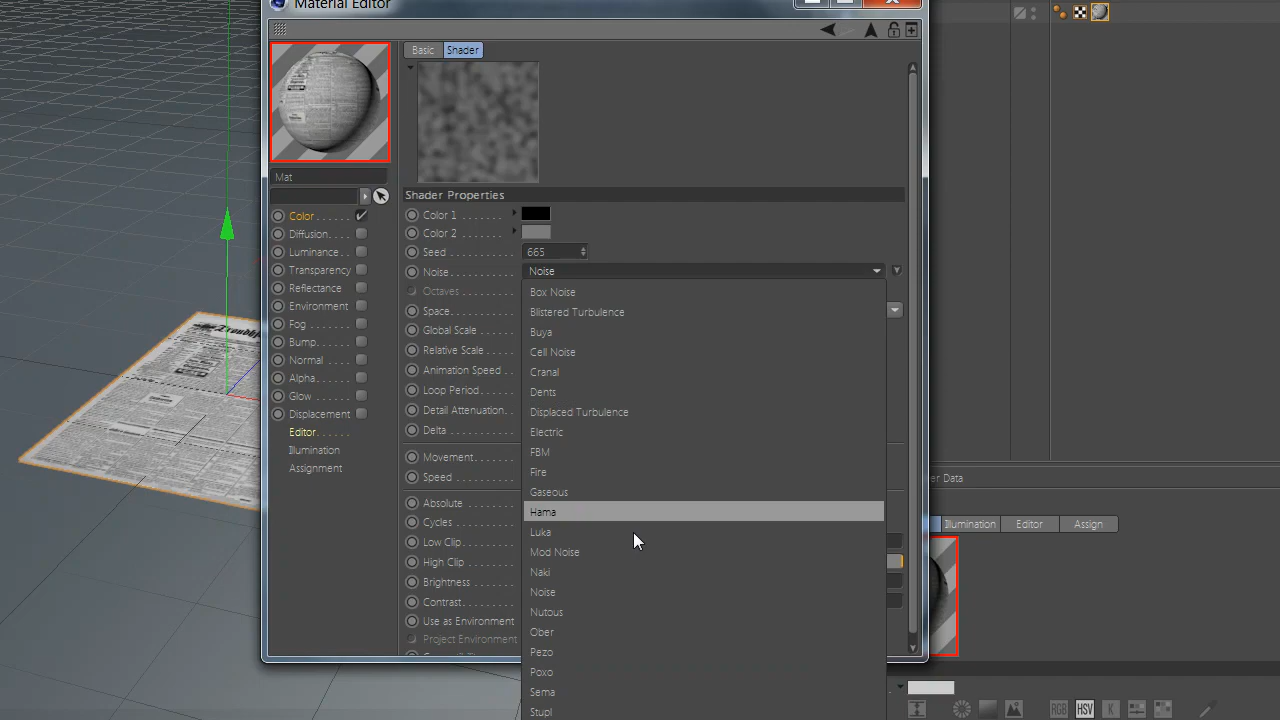 Material Editor
Basic
Shader
Mat
Shader Properties
Color 1 . . . . . . .
Color 2 . . . . . . .
Seed . . . . . . . . 665
Noise . . . . . . . . Noise
Octaves . . . . . . .
Space . . . . . . . .
Global Scale . . . .
Relative Scale . . . .
Animation Speed . .
Loop Period . . . . .
Detail Attenuation . .
Delta . . . . . . . .
Movement . . . . . .
Speed . . . . . . . .
Absolute . . . . . . .
Cycles . . . . . . . .
Low Clip . . . . . . .
High Clip . . . . . .
Brightness . . . . . .
Contrast . . . . . . .
Use as Environment
Project Environment
Color . . . . . .
Diffusion . . . .
Luminance . . .
Transparency
Reflectance
Environment
Fog . . . . . . .
Bump . . . . . .
Normal . . . . .
Alpha . . . . . .
Glow . . . . . .
Displacement
Editor . . . . . .
Illumination
Assignment
Box Noise
Blistered Turbulence
Buya
Cell Noise
Cranal
Dents
Displaced Turbulence
Electric
FBM
Fire
Gaseous
Hama
Luka
Mod Noise
Naki
Noise
Nutous
Ober
Pezo
Poxo
Sema
Stupl
er Data
Illumination
Editor
Assign
RGB
HSV
K